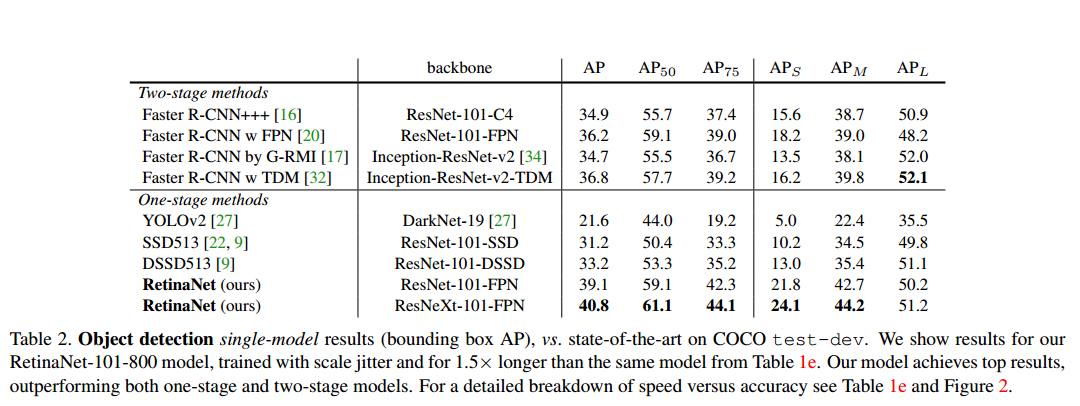 backbone AP AP50 AP75 APS APM APL
Two-stage methods
Faster R-CNN+++ [16] ResNet-101-C4 34.9 55.7 37.4 15.6 38.7 50.9
Faster R-CNN w FPN [20] ResNet-101-FPN 36.2 59.1 39.0 18.2 39.0 48.2
Faster R-CNN by G-RMI [17] Inception-ResNet-v2 [34] 34.7 55.5 36.7 13.5 38.1 52.0
Faster R-CNN w TDM [32] Inception-ResNet-v2-TDM 36.8 57.7 39.2 16.2 39.8 52.1
One-stage methods
YOLOv2 [27] DarkNet-19 [27] 21.6 44.0 19.2 5.0 22.4 35.5
SSD513 [22, 9] ResNet-101-SSD 31.2 50.4 33.3 10.2 34.5 49.8
DSSD513 [9] ResNet-101-DSSD 33.2 53.3 35.2 13.0 35.4 51.1
RetinaNet (ours) ResNet-101-FPN 39.1 59.1 42.3 21.8 42.7 50.2
RetinaNet (ours) ResNeXt-101-FPN 40.8 61.1 44.1 24.1 44.2 51.2
Table 2. Object detection single-model results (bounding box AP), vs. state-of-the-art on COCO test-dev. We show results for our
RetinaNet-101-800 model, trained with scale jitter and for 1.5× longer than the same model from Table 1e. Our model achieves top results,
outperforming both one-stage and two-stage models. For a detailed breakdown of speed versus accuracy see Table 1e and Figure 2.